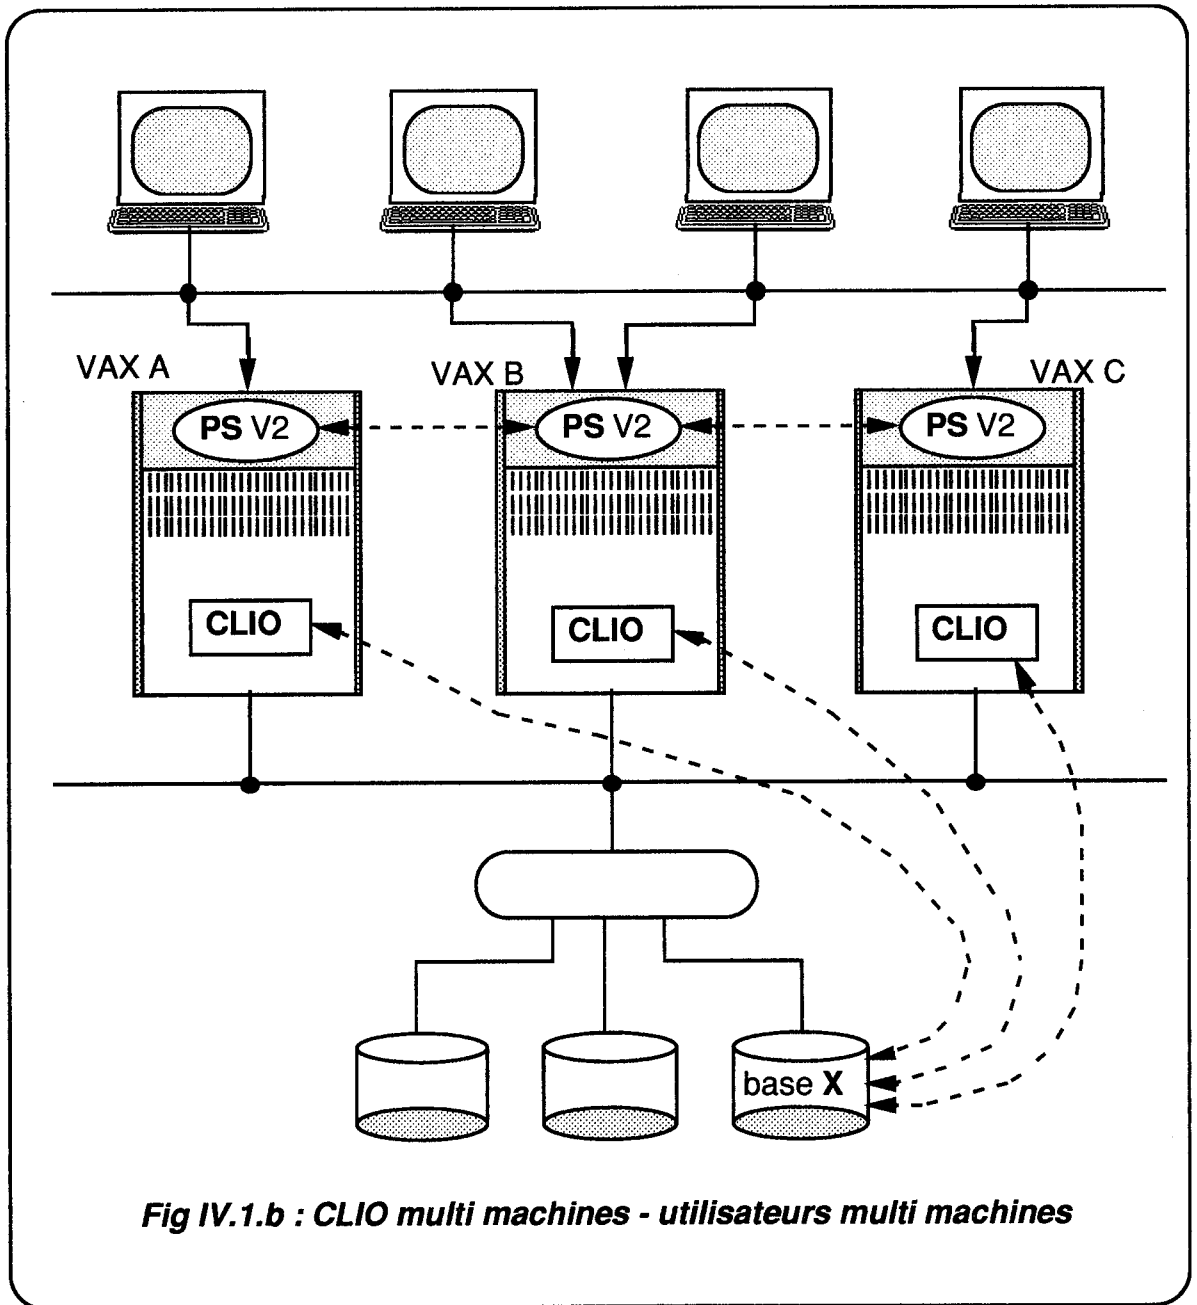 VAX A
VAX B
VAX C
PS V2
PS V2
PS V2
CLIO
CLIO
CLIO
base X
Fig IV.1.b : CLIO multi machines - utilisateurs multi machines